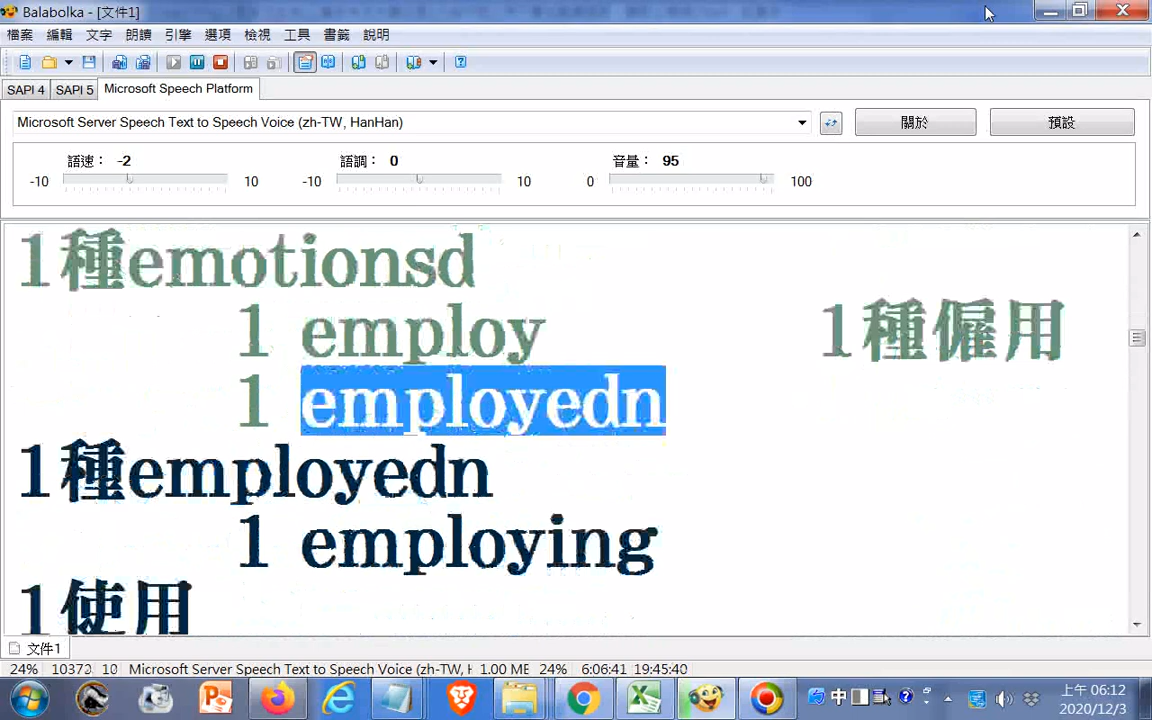 Balabolka - [文件1]
檔案 編輯 文字 朗讀 引擎 選項 檢視 工具 書籤 說明
SAPI 4 SAPI 5 Microsoft Speech Platform
Microsoft Server Speech Text to Speech Voice (zh-TW, HanHan) 關於 預設
語速： -2 語調： 0 音量： 95
-10 10 -10 10 0 100
1種emotionsd
1 employ 1種僱用
1 employedn
1種employedn
1 employing
1使用
文件1
24% 10372 10 Microsoft Server Speech Text to Speech Voice (zh-TW, H 1.00 ME 24% 6:06:41 19:45:40
中 上午 06:12
2020/12/3